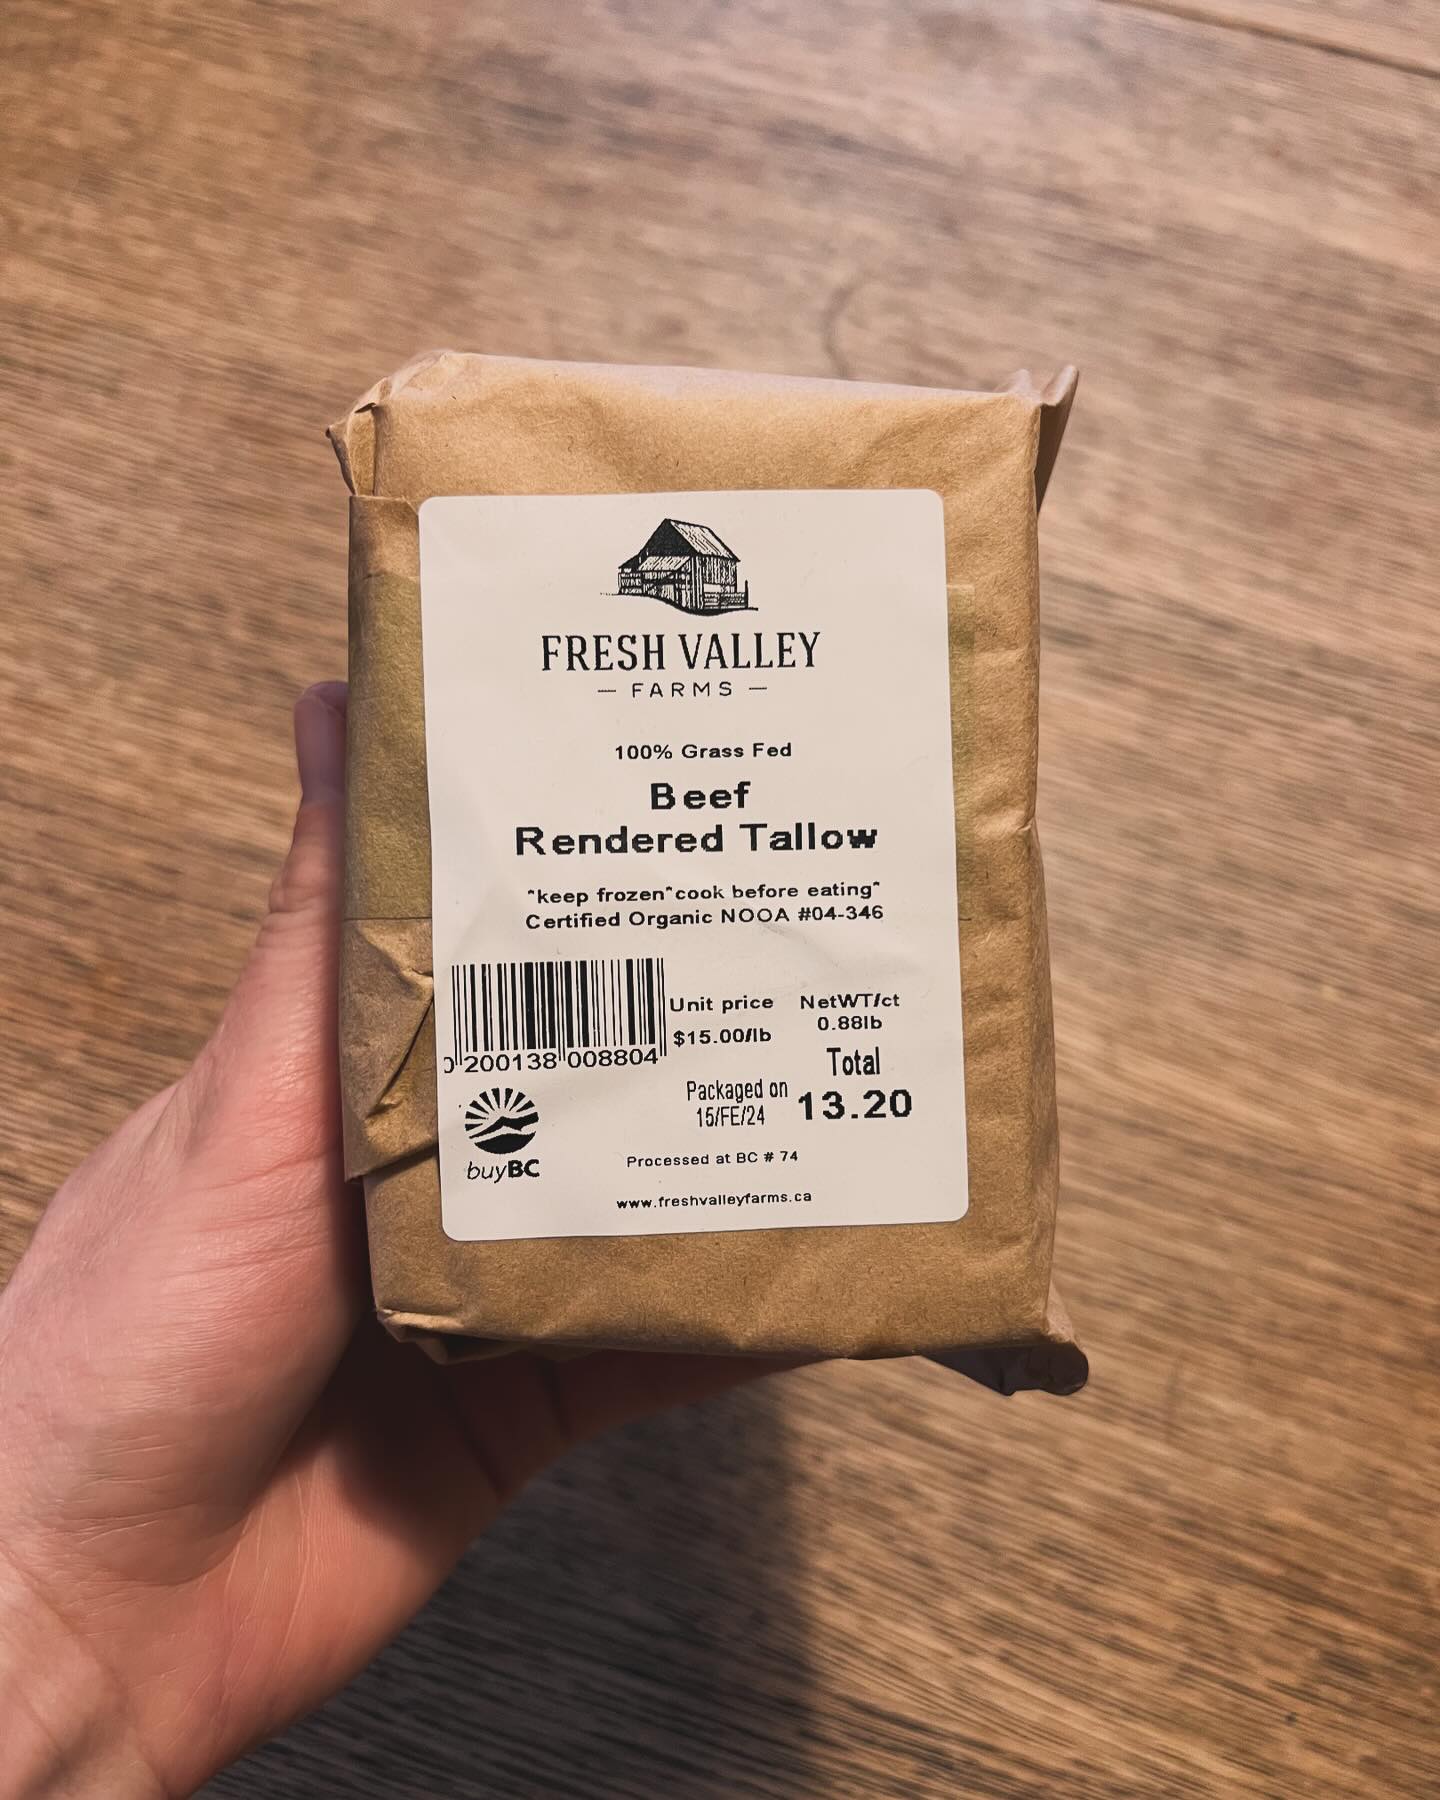 FRESH VALLEY
— FARMS —
100% Grass Fed
Beef
Rendered Tallow
*keep frozen*cook before eating*
Certified Organic NOOA #04-346
Unit price
$15.00/lb
NetWT/ct
0.88lb
Total
13.20
Packaged on
15/FE/24
0 200138 008804
buyBC
Processed at BC # 74
www.freshvalleyfarms.ca